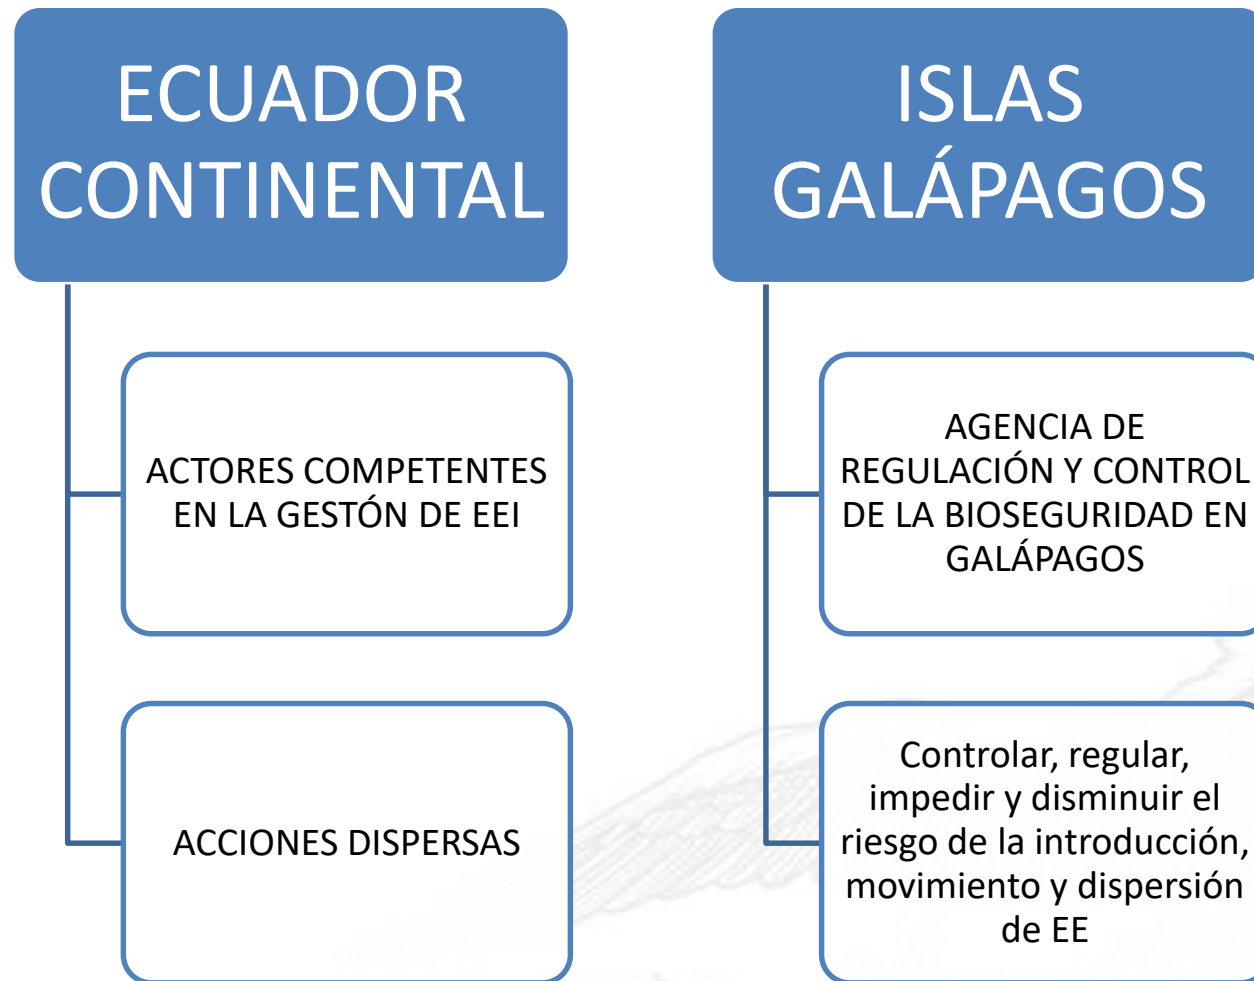 ECUADOR
CONTINENTAL
ACTORES COMPETENTES
EN LA GESTIÓN DE EEI
ACCIONES DISPERSAS
ISLAS
GALÁPAGOS
AGENCIA DE
REGULACIÓN Y CONTROL
DE LA BIOSEGURIDAD EN
GALÁPAGOS
Controlar, regular,
impedir y disminuir el
riesgo de la introducción,
movimiento y dispersión
de EE